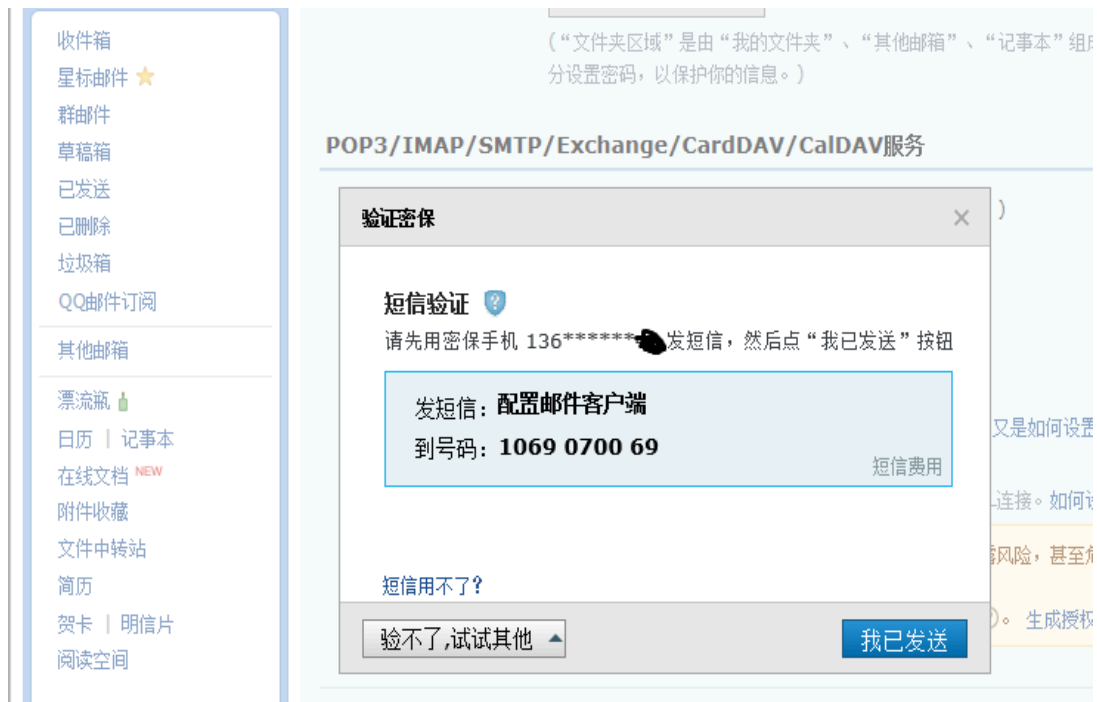 收件箱
星标邮件
群邮件
草稿箱
已发送
已删除
垃圾箱
QQ邮件订阅
其他邮箱
漂流瓶
日历 | 记事本
在线文档 NEW
附件收藏
文件中转站
简历
贺卡 | 明信片
阅读空间
(“文件夹区域”是由“我的文件夹”、“其他邮箱”、“记事本”组
分设置密码，以保护你的信息。)
POP3/IMAP/SMTP/Exchange/CardDAV/CalDAV服务
)
验证密保
×
短信验证 ?
请先用密保手机 136****** 发短信，然后点“我已发送”按钮
发短信: 配置邮件客户端
到号码: 1069 0700 69
短信费用
又是如何设置
连接。如何
风险，甚至
。 生成授权
短信用不了?
验不了,试试其他
我已发送